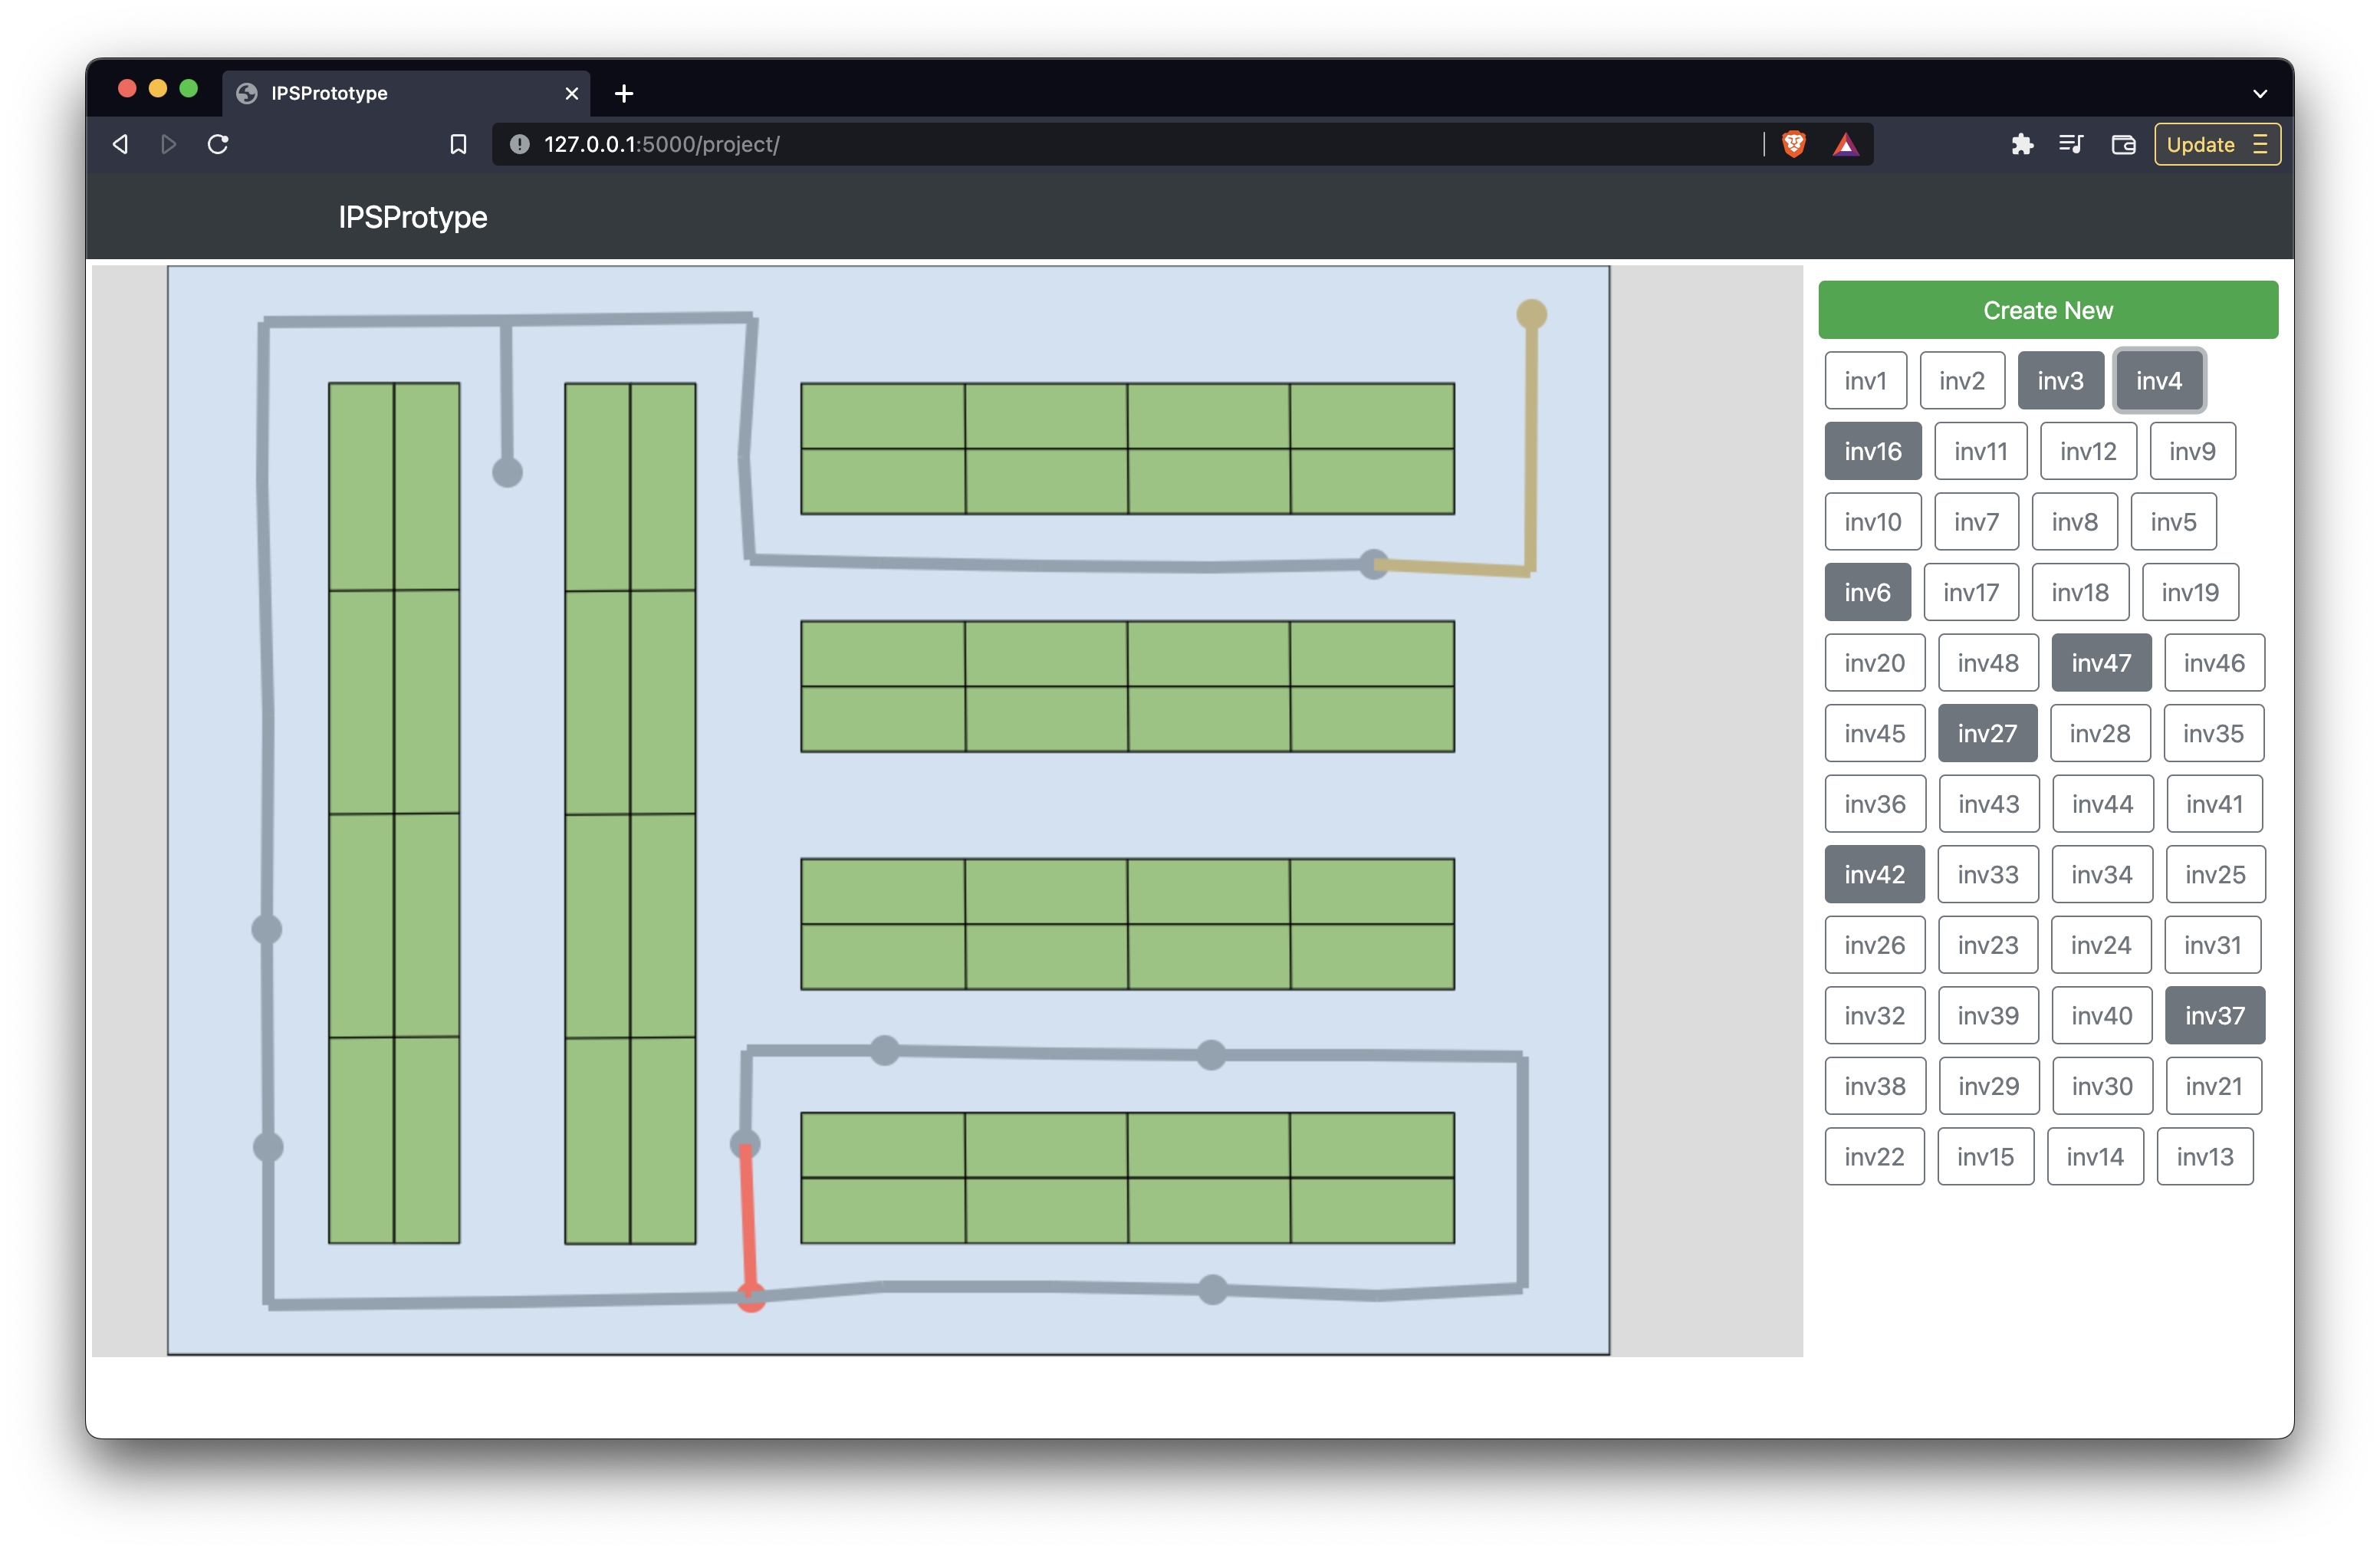 IPSPrototype
127.0.0.1:5000/project/
Update
IPSProtype
Create New
inv1 inv2 inv3 inv4
inv16 inv11 inv12 inv9
inv10 inv7 inv8 inv5
inv6 inv17 inv18 inv19
inv20 inv48 inv47 inv46
inv45 inv27 inv28 inv35
inv36 inv43 inv44 inv41
inv42 inv33 inv34 inv25
inv26 inv23 inv24 inv31
inv32 inv39 inv40 inv37
inv38 inv29 inv30 inv21
inv22 inv15 inv14 inv13